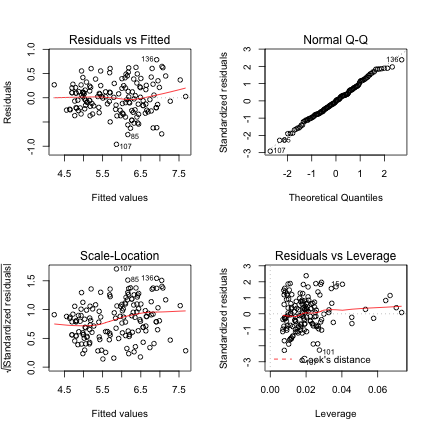 Residuals vs Fitted
Residuals
1.0
0.5
0.0
-1.0
136
85
107
4.5 5.5 6.5 7.5
Fitted values
Normal Q-Q
Standardized residuals
3
2
1
0
-1
-2
-3
136
85
107
-2 -1 0 1 2
Theoretical Quantiles
Scale-Location
√|Standardized residuals|
1.5
1.0
0.5
0.0
107
85
136
4.5 5.5 6.5 7.5
Fitted values
Residuals vs Leverage
Standardized residuals
3
2
1
0
-1
-3
15
101
Cook's distance
0.00 0.02 0.04 0.06
Leverage